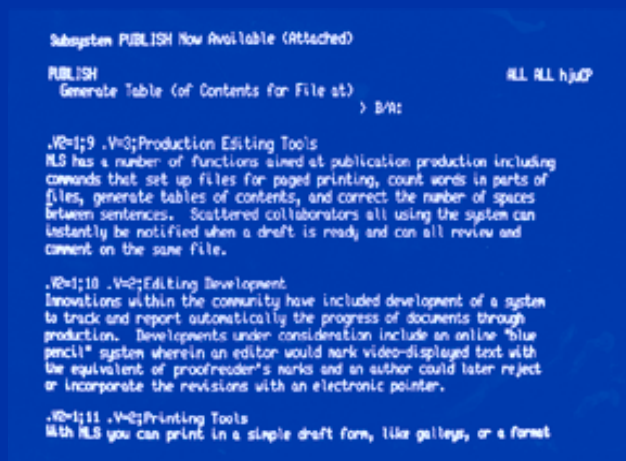 Subsystem PUBLISH Now Available (Attached)
PUBLISH ALL ALL hjuCP
Generate Table (of Contents for File at)
> B/A:
.V2=1;9 .V=3;Production Editing Tools
NLS has a number of functions aimed at publication production including
commands that set up files for paged printing, count words in parts of
files, generate tables of contents, and correct the number of spaces
between sentences. Scattered collaborators all using the system can
instantly be notified when a draft is ready and can all review and
comment on the same file.
.V2=1;10 .V=2;Editing Development
Innovations within the community have included development of a system
to track and report automatically the progress of documents through
production. Developments under consideration include an online "blue
pencil" system wherein an editor would mark video-displayed text with
the equivalent of proofreader's marks and an author could later reject
or incorporate the revisions with an electronic pointer.
.V2=1;11 .V=2;Printing Tools
With NLS you can print in a simple draft form, like galleys, or a format